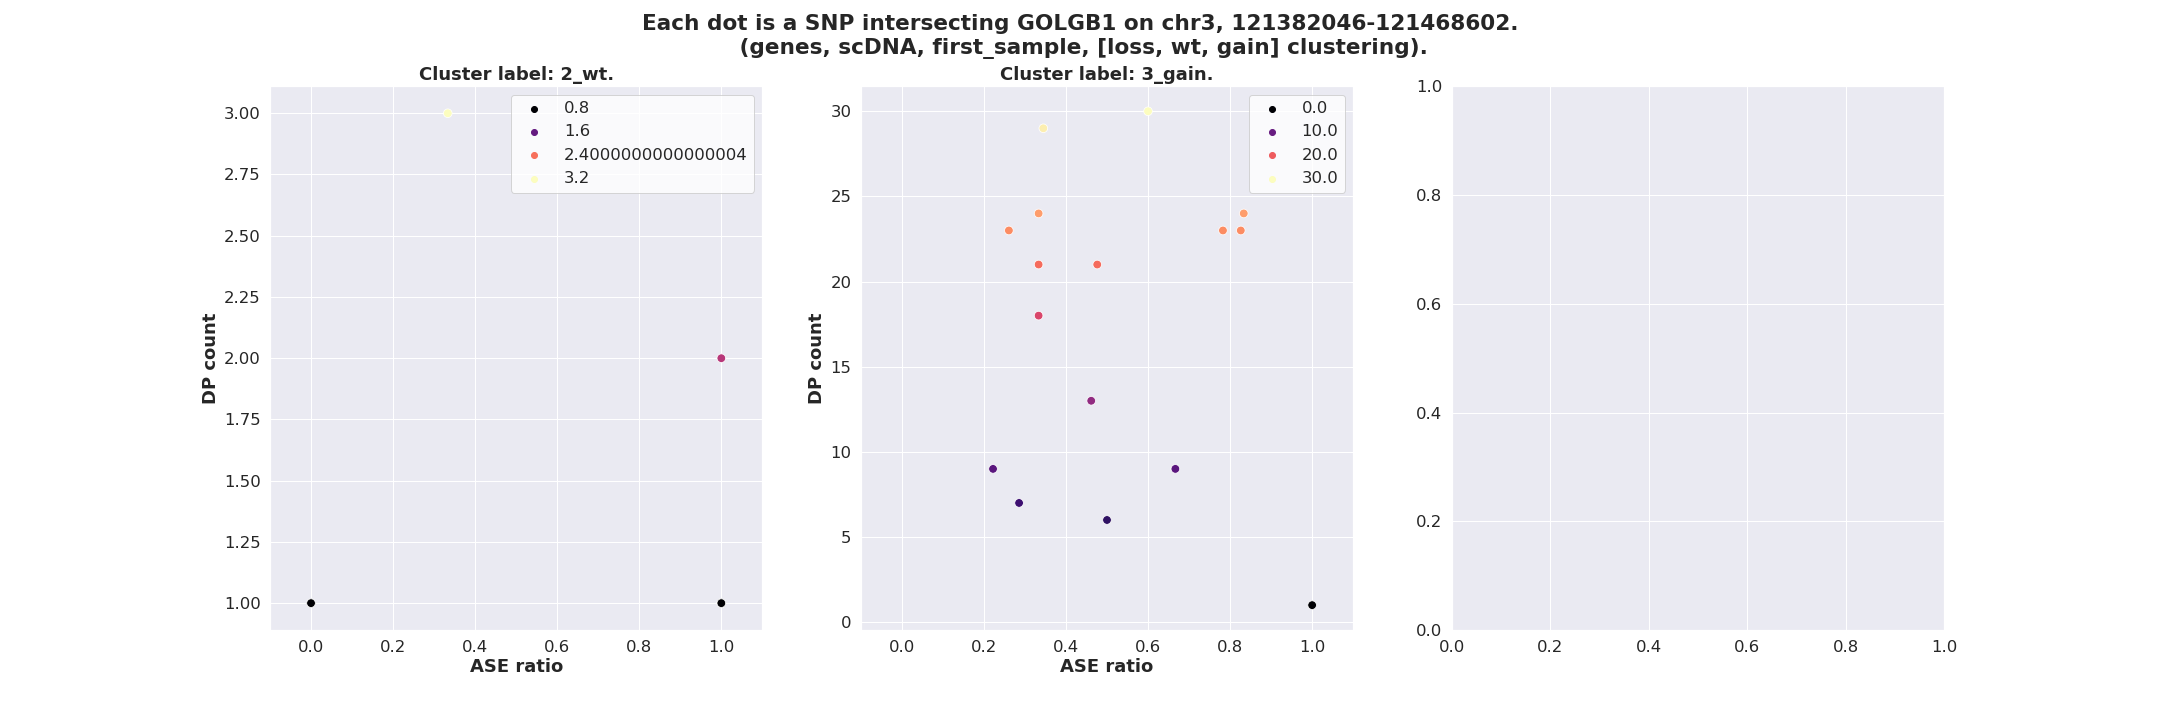 Each dot is a SNP intersecting GOLGB1 on chr3, 121382046-121468602.
(genes, scDNA, first_sample, [loss, wt, gain] clustering).
Cluster label: 2_wt.
DP count
3.00
2.75
2.50
2.25
2.00
1.75
1.50
1.25
1.00
0.8
1.6
2.4000000000000004
3.2
0.0 0.2 0.4 0.6 0.8 1.0
ASE ratio
Cluster label: 3_gain.
DP count
30
25
20
15
10
5
0
0.0
10.0
20.0
30.0
0.0 0.2 0.4 0.6 0.8 1.0
ASE ratio
1.0
0.8
0.6
0.4
0.2
0.0
0.0 0.2 0.4 0.6 0.8 1.0